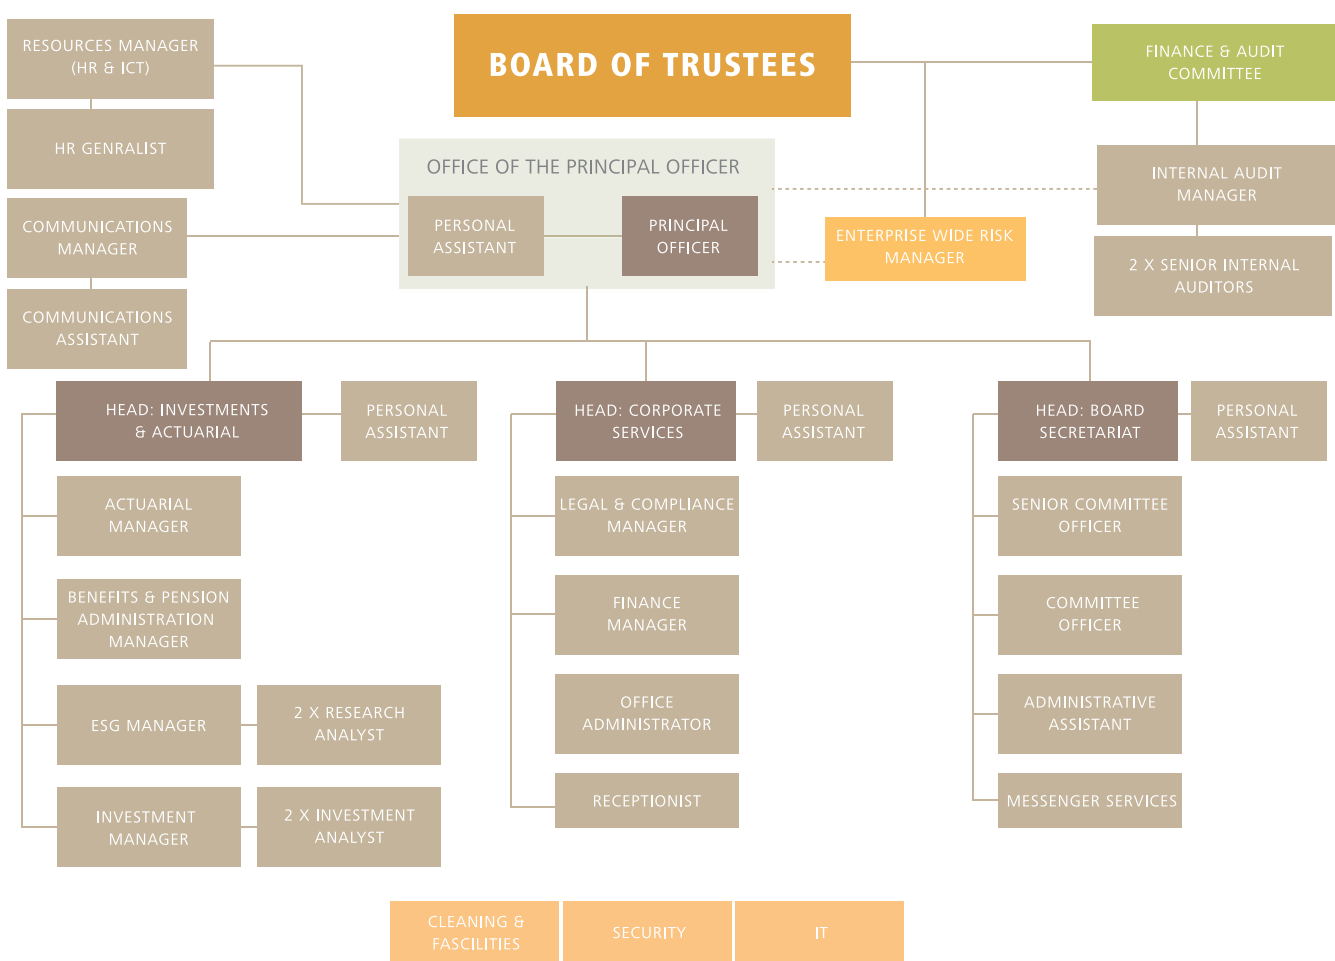 RESOURCES MANAGER
(HR & ICT)
HR GENRALIST
COMMUNICATIONS
MANAGER
COMMUNICATIONS
ASSISTANT
BOARD OF TRUSTEES
FINANCE & AUDIT
COMMITTEE
OFFICE OF THE PRINCIPAL OFFICER
PERSONAL
ASSISTANT
PRINCIPAL
OFFICER
ENTERPRISE WIDE RISK
MANAGER
INTERNAL AUDIT
MANAGER
2 X SENIOR INTERNAL
AUDITORS
HEAD: INVESTMENTS
& ACTUARIAL
PERSONAL
ASSISTANT
ACTUARIAL
MANAGER
BENEFITS & PENSION
ADMINISTRATION
MANAGER
ESG MANAGER
2 X RESEARCH
ANALYST
INVESTMENT
MANAGER
2 X INVESTMENT
ANALYST
HEAD: CORPORATE
SERVICES
PERSONAL
ASSISTANT
LEGAL & COMPLIANCE
MANAGER
FINANCE
MANAGER
OFFICE
ADMINISTRATOR
RECEPTIONIST
HEAD: BOARD
SECRETARIAT
PERSONAL
ASSISTANT
SENIOR COMMITTEE
OFFICER
COMMITTEE
OFFICER
ADMINISTRATIVE
ASSISTANT
MESSENGER SERVICES
CLEANING &
FASCILITIES
SECURITY
IT